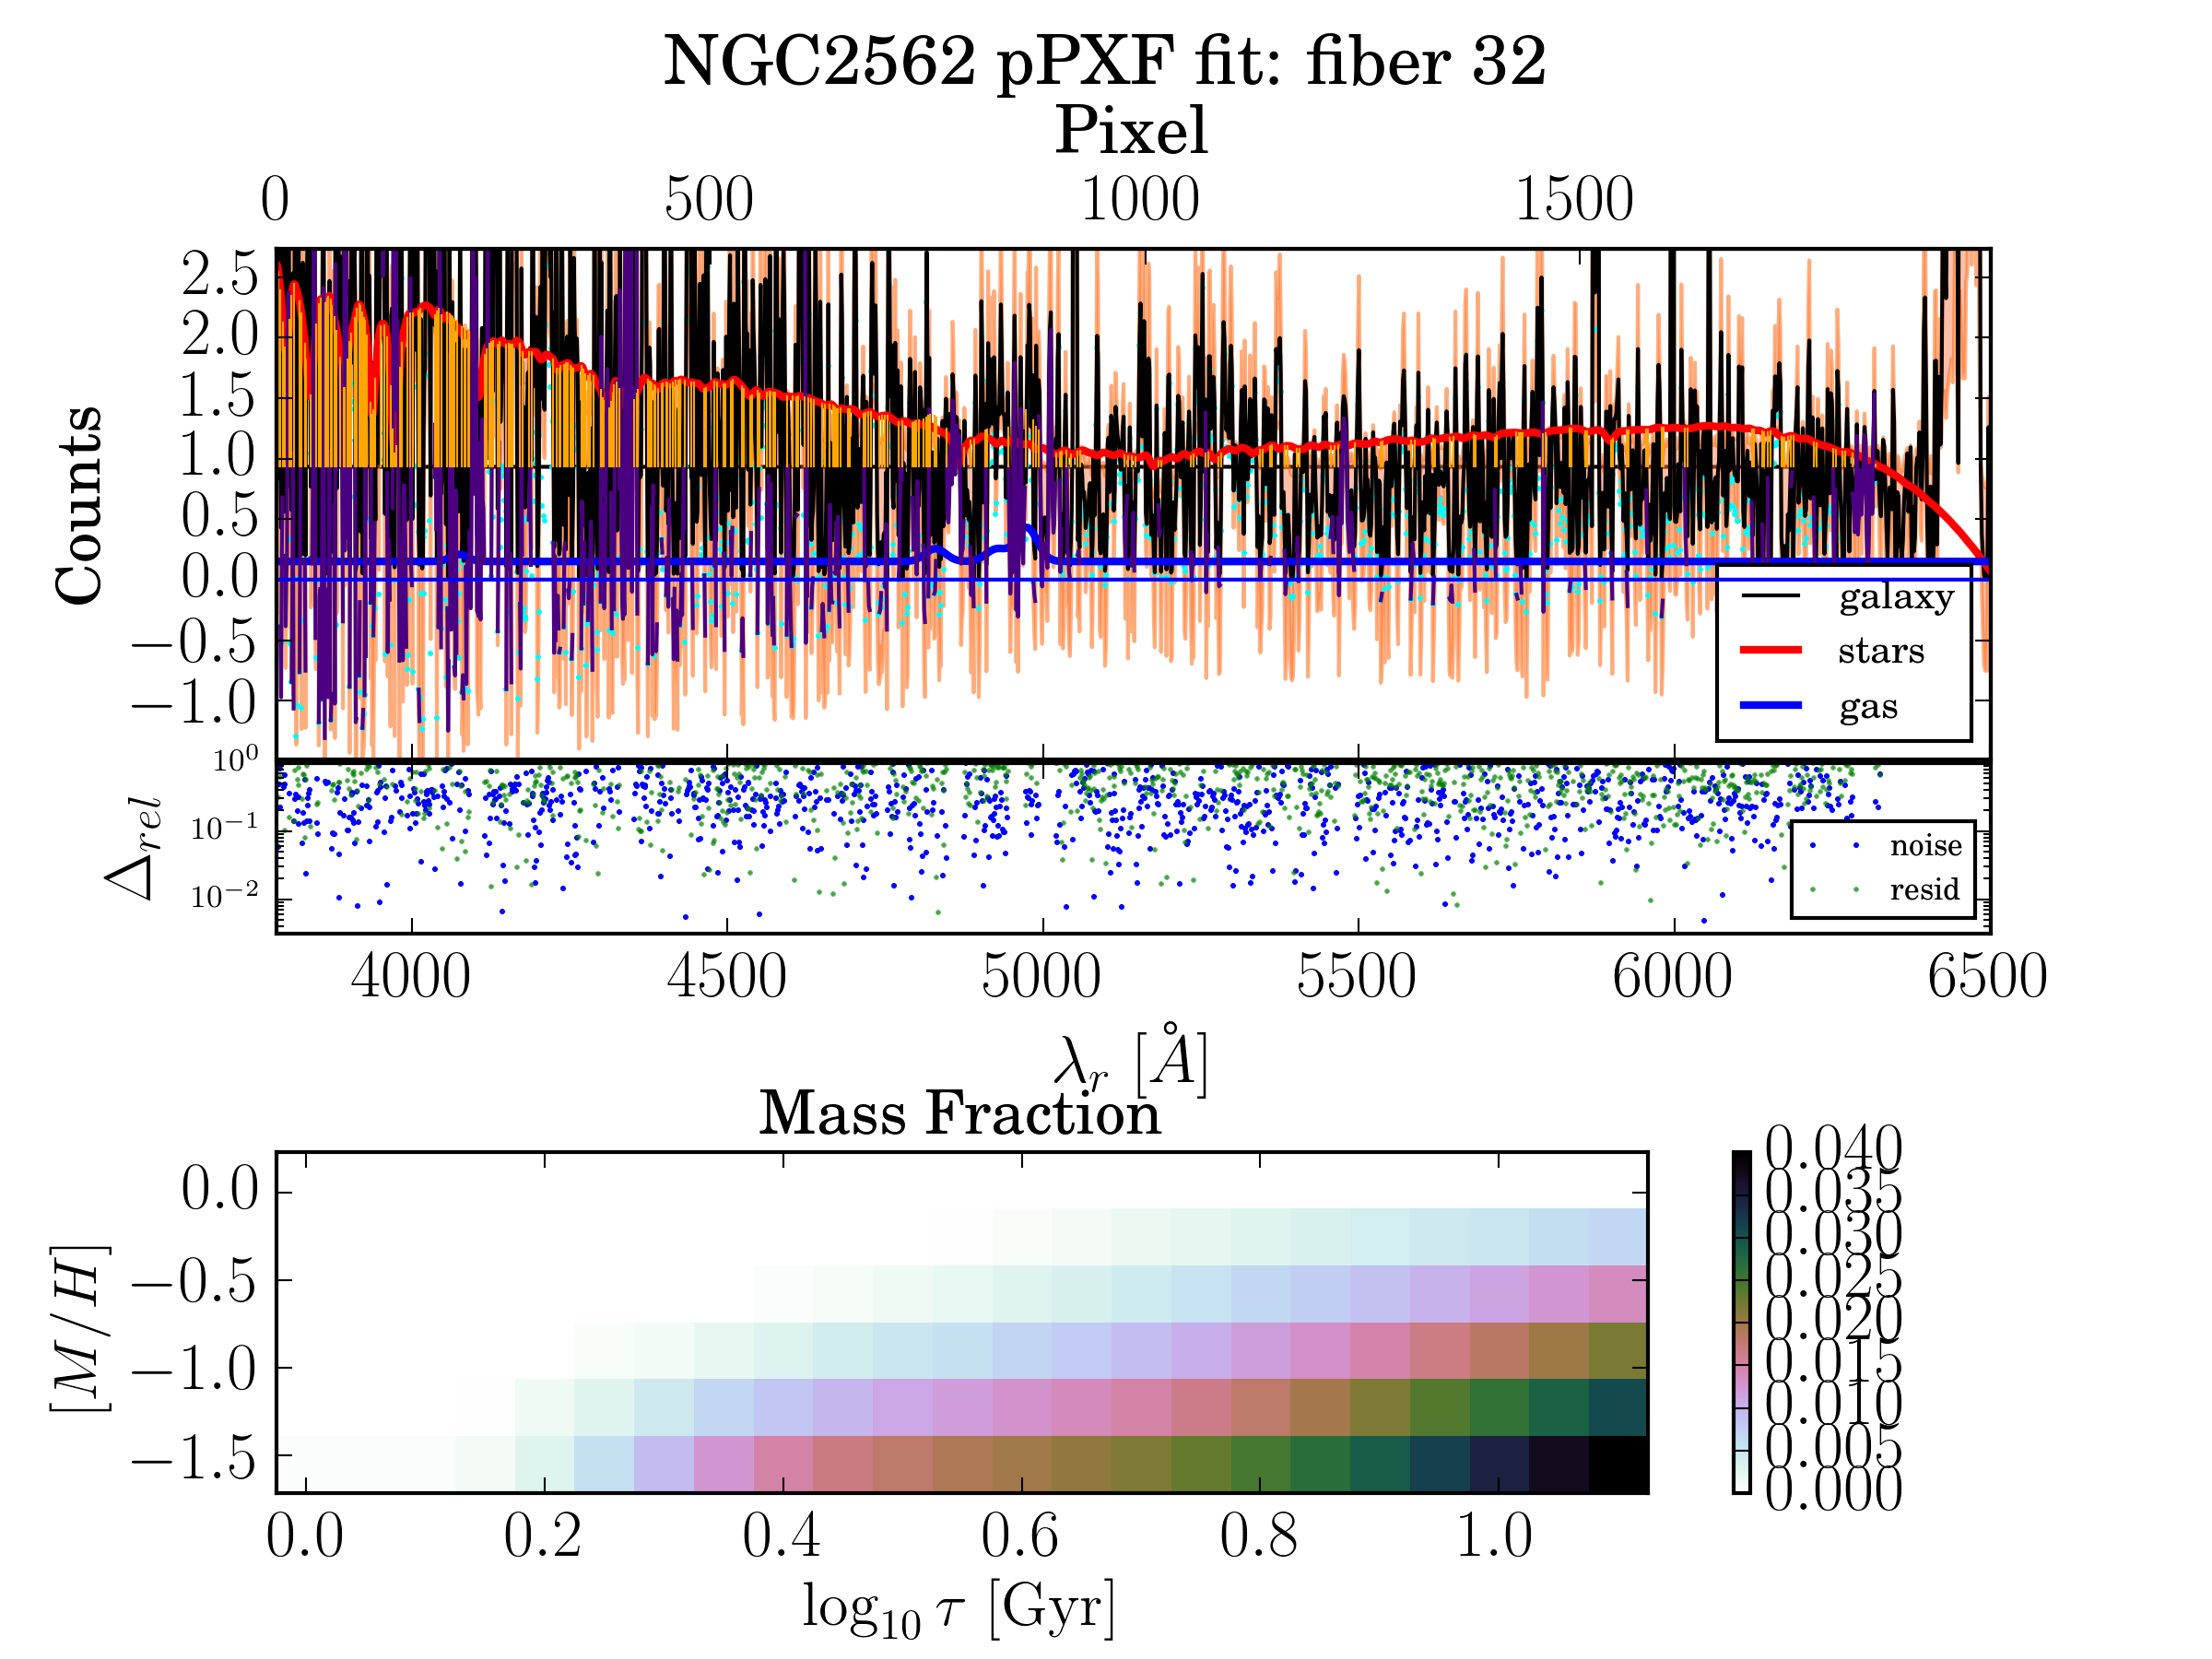 NGC2562 pPXF fit: fiber 32
Pixel
0 500 1000 1500
Counts
2.5
2.0
1.5
1.0
0.5
0.0
−0.5
−1.0
galaxy
stars
gas
Δrel
10⁰
10⁻¹
10⁻²
noise
resid
4000 4500 5000 5500 6000 6500
λr [Å]
Mass Fraction
[M/H]
0.0
−0.5
−1.0
−1.5
0.0 0.2 0.4 0.6 0.8 1.0
log₁₀ τ [Gyr]
0.040
0.035
0.030
0.025
0.020
0.015
0.010
0.005
0.000